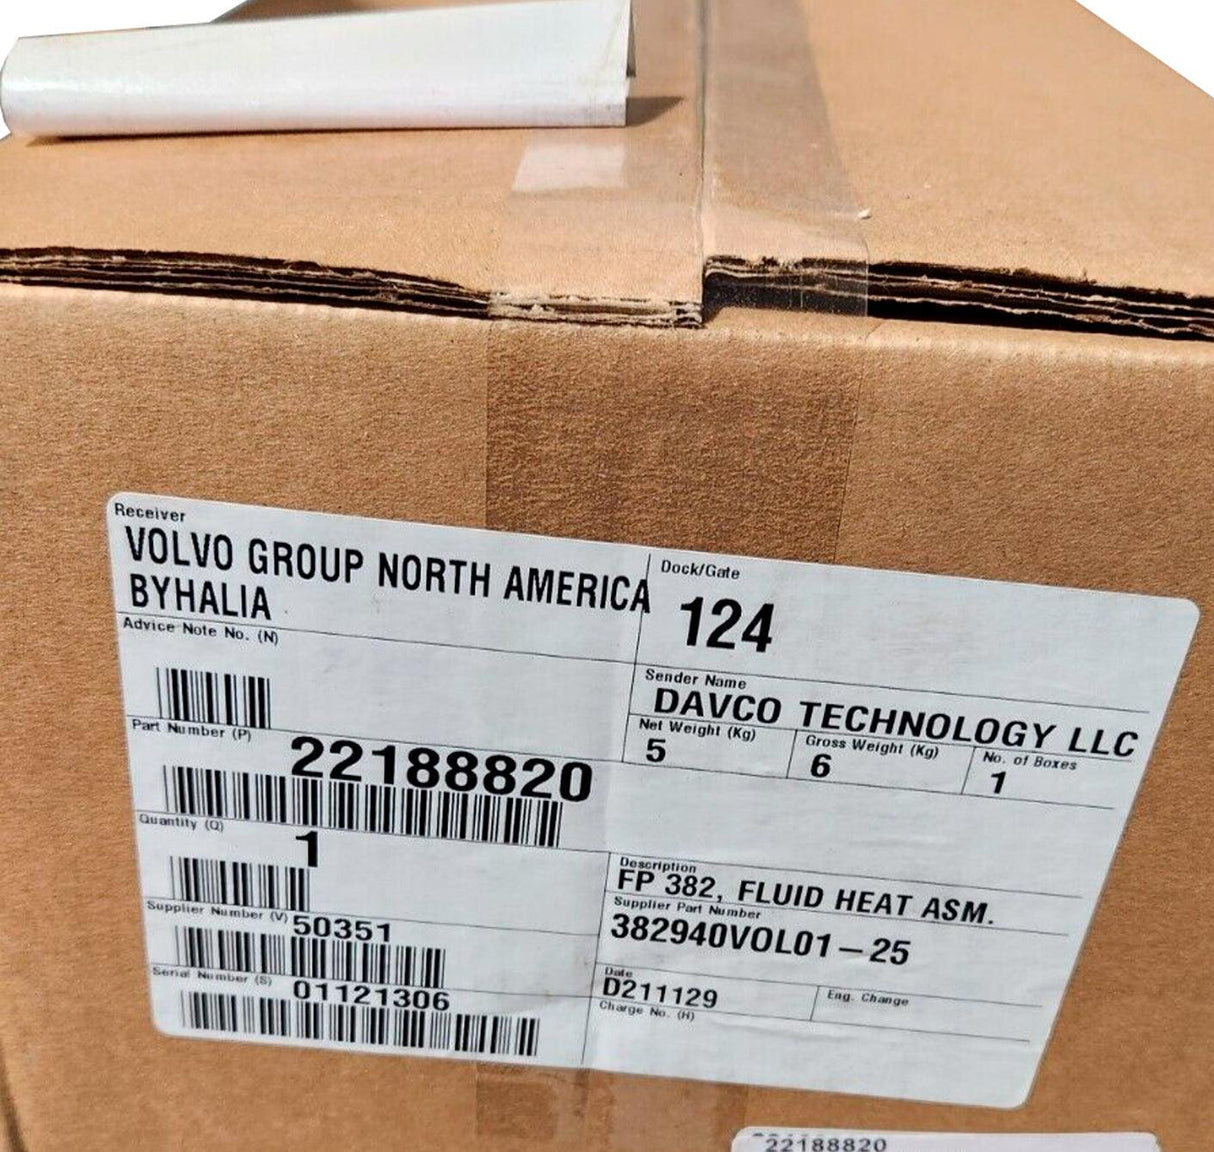 Receiver
VOLVO GROUP NORTH AMERICA
BYHALIA
Dock/Gate
124
Advice Note No. (N)
Sender Name
DAVCO TECHNOLOGY LLC
Net Weight (Kg)
5
Gross Weight (Kg)
6
No. of Boxes
1
Part Number (P)
22188820
Quantity (Q)
1
Description
FP 382, FLUID HEAT ASM.
Supplier Part Number
382940VOL01-25
Supplier Number (V)
50351
Date
D211129
Eng. Change
Serial Number (S)
01121306
Charge No. (H)
22188820